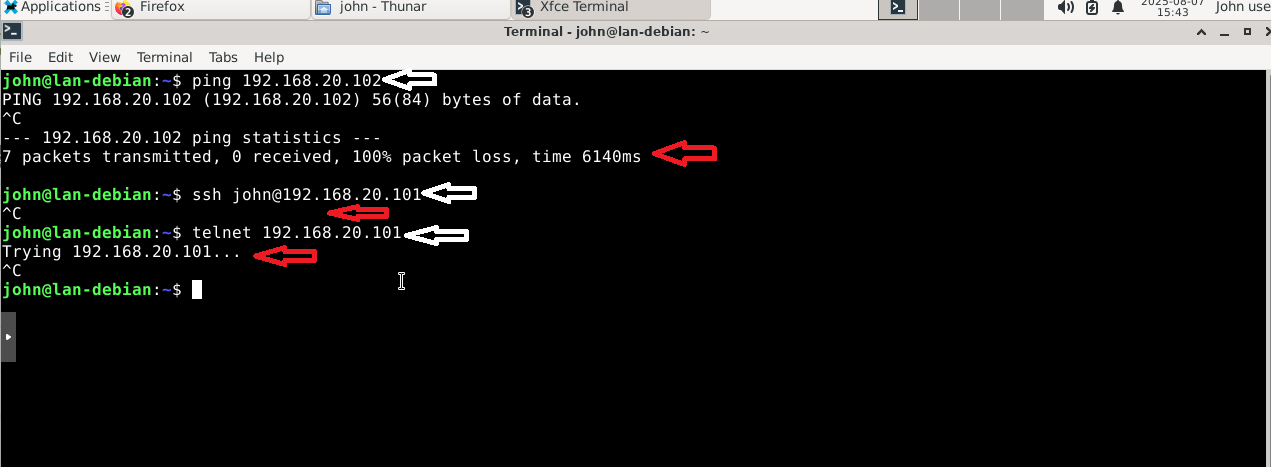 Applications
2
Firefox
john - Thunar
3
Xfce Terminal
2025-08-07
15:43
John use
Terminal - john@lan-debian: ~
File Edit View Terminal Tabs Help
john@lan-debian:~$ ping 192.168.20.102
PING 192.168.20.102 (192.168.20.102) 56(84) bytes of data.
^C
--- 192.168.20.102 ping statistics ---
7 packets transmitted, 0 received, 100% packet loss, time 6140ms
john@lan-debian:~$ ssh john@192.168.20.101
^C
john@lan-debian:~$ telnet 192.168.20.101
Trying 192.168.20.101...
^C
john@lan-debian:~$